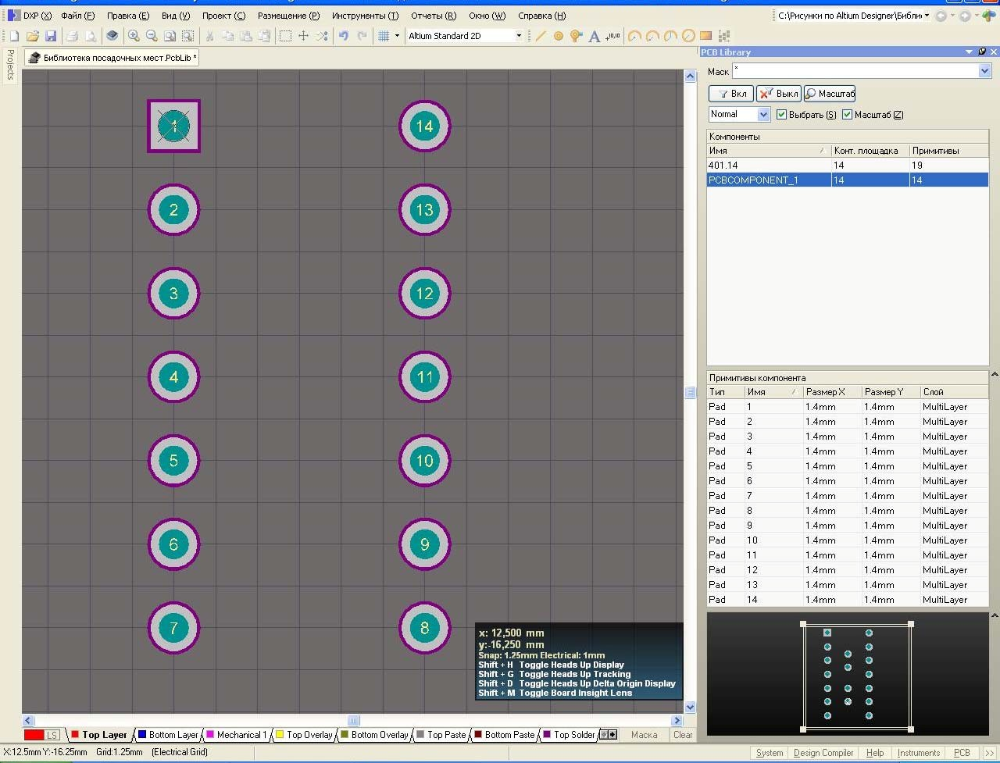 DXP (X) Файл (F) Правка (E) Вид (V) Проект (C) Размещение (P) Инструменты (T) Отчеты (R) Окно (W) Справка (H) C:\Рисунки по Altium Designer\Библи
Altium Standard 2D A +10,10
Projects
Библиотека посадочных мест.PcbLib *
PCB Library
Маск *
Вкл Выкл Масштаб
Normal Выбрать (S) Масштаб (Z)
Компоненты
Имя Конт. площадка Примитивы
401.14 14 19
PCBCOMPONENT_1 14 14
1 14
2 13
3 12
4 11
5 10
6 9
7 8
Примитивы компонента
Тип Имя Размер X Размер Y Слой
Pad 1 1.4mm 1.4mm MultiLayer
Pad 2 1.4mm 1.4mm MultiLayer
Pad 3 1.4mm 1.4mm MultiLayer
Pad 4 1.4mm 1.4mm MultiLayer
Pad 5 1.4mm 1.4mm MultiLayer
Pad 6 1.4mm 1.4mm MultiLayer
Pad 7 1.4mm 1.4mm MultiLayer
Pad 8 1.4mm 1.4mm MultiLayer
Pad 9 1.4mm 1.4mm MultiLayer
Pad 10 1.4mm 1.4mm MultiLayer
Pad 11 1.4mm 1.4mm MultiLayer
Pad 12 1.4mm 1.4mm MultiLayer
Pad 13 1.4mm 1.4mm MultiLayer
Pad 14 1.4mm 1.4mm MultiLayer
x: 12,500 mm
y:-16,250 mm
Snap: 1.25mm Electrical: 1mm
Shift + H Toggle Heads Up Display
Shift + G Toggle Heads Up Tracking
Shift + D Toggle Heads Up Delta Origin Display
Shift + M Toggle Board Insight Lens
LS Top Layer Bottom Layer Mechanical 1 Top Overlay Bottom Overlay Top Paste Bottom Paste Top Solder Маска Clear
X:12.5mm Y:-16.25mm Grid:1.25mm (Electrical Grid) System Design Compiler Help Instruments PCB >>